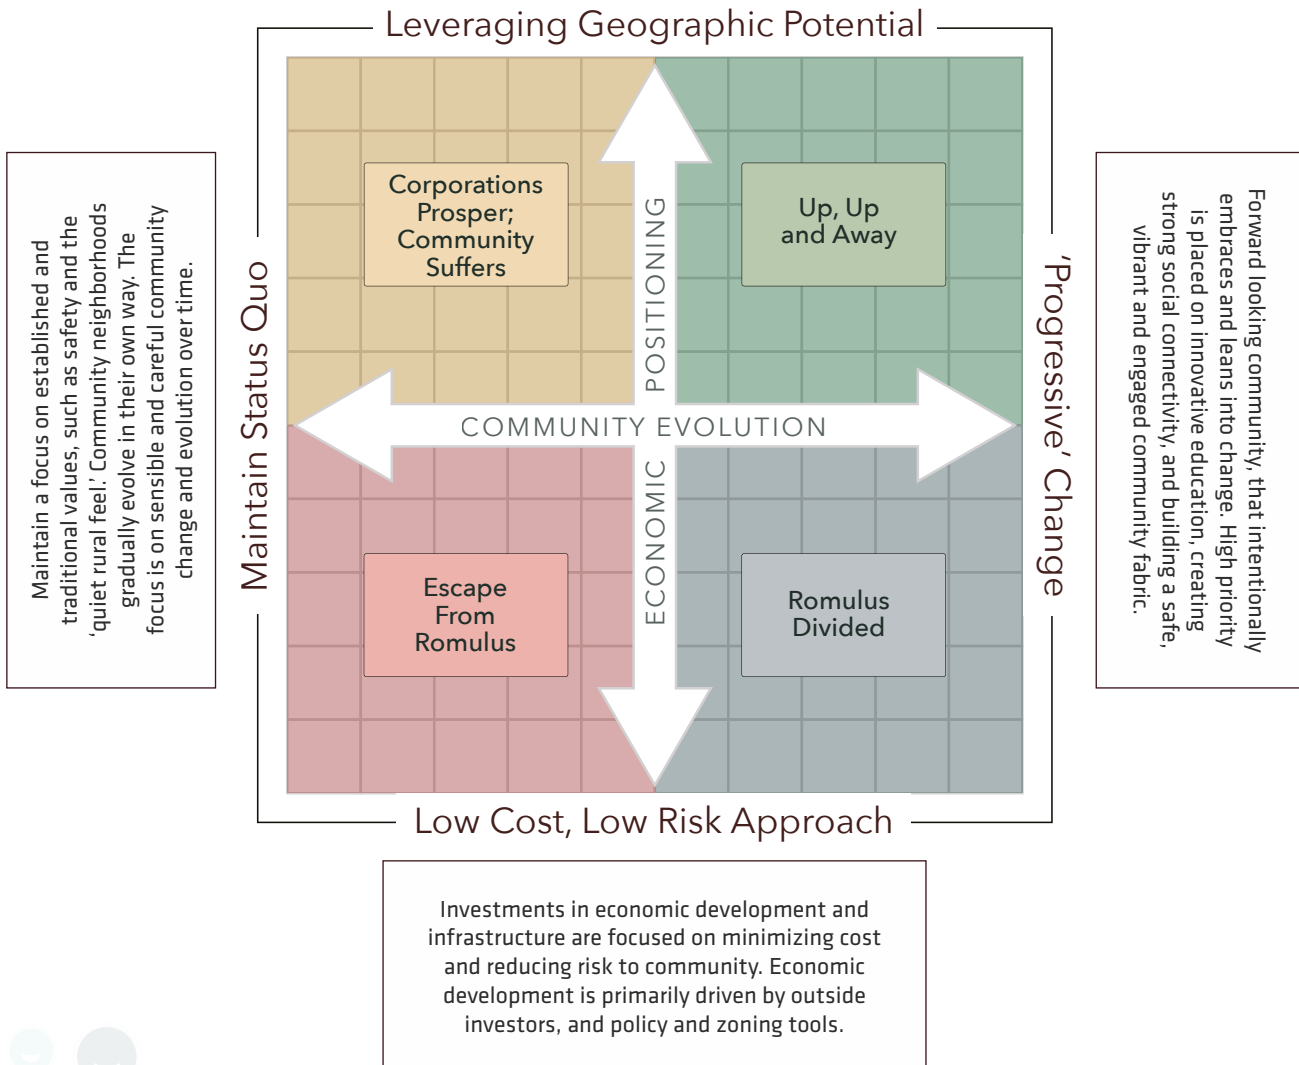 Leveraging Geographic Potential
Maintain a focus on established and
traditional values, such as safety and the
‘quiet rural feel.’ Community neighborhoods
gradually evolve in their own way. The
focus is on sensible and careful community
change and evolution over time.
Maintain Status Quo
Corporations
Prosper;
Community
Suffers
Up, Up
and Away
ECONOMIC POSITIONING
COMMUNITY EVOLUTION
Escape
From
Romulus
Romulus
Divided
‘Progressive’ Change
Forward looking community, that intentionally
embraces and leans into change. High priority
is placed on innovative education, creating
strong social connectivity, and building a safe,
vibrant and engaged community fabric.
Low Cost, Low Risk Approach
Investments in economic development and
infrastructure are focused on minimizing cost
and reducing risk to community. Economic
development is primarily driven by outside
investors, and policy and zoning tools.